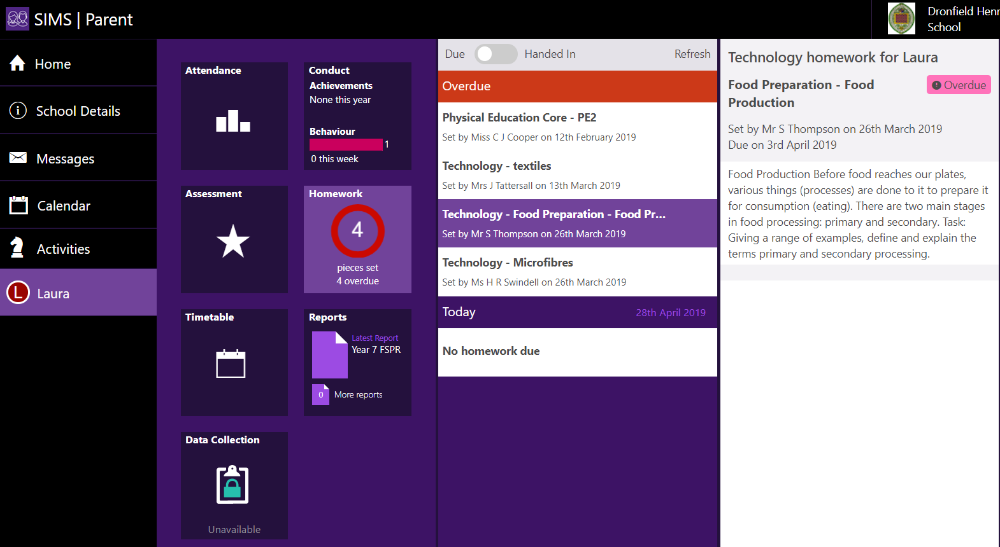 SIMS | Parent
Dronfield Henr
School
Home
School Details
Messages
Calendar
Activities
L
Laura
Attendance
Conduct
Achievements
None this year
Behaviour
1
0 this week
Assessment
Homework
4
pieces set
4 overdue
Timetable
Reports
Latest Report
Year 7 FSPR
0
More reports
Data Collection
Unavailable
Due
Handed In
Refresh
Overdue
Physical Education Core - PE2
Set by Miss C J Cooper on 12th February 2019
Technology - textiles
Set by Mrs J Tattersall on 13th March 2019
Technology - Food Preparation - Food Pr...
Set by Mr S Thompson on 26th March 2019
Technology - Microfibres
Set by Ms H R Swindell on 26th March 2019
Today
28th April 2019
No homework due
Technology homework for Laura
Food Preparation - Food
Production
Overdue
Set by Mr S Thompson on 26th March 2019
Due on 3rd April 2019
Food Production Before food reaches our plates,
various things (processes) are done to it to prepare it
for consumption (eating). There are two main stages
in food processing: primary and secondary. Task:
Giving a range of examples, define and explain the
terms primary and secondary processing.